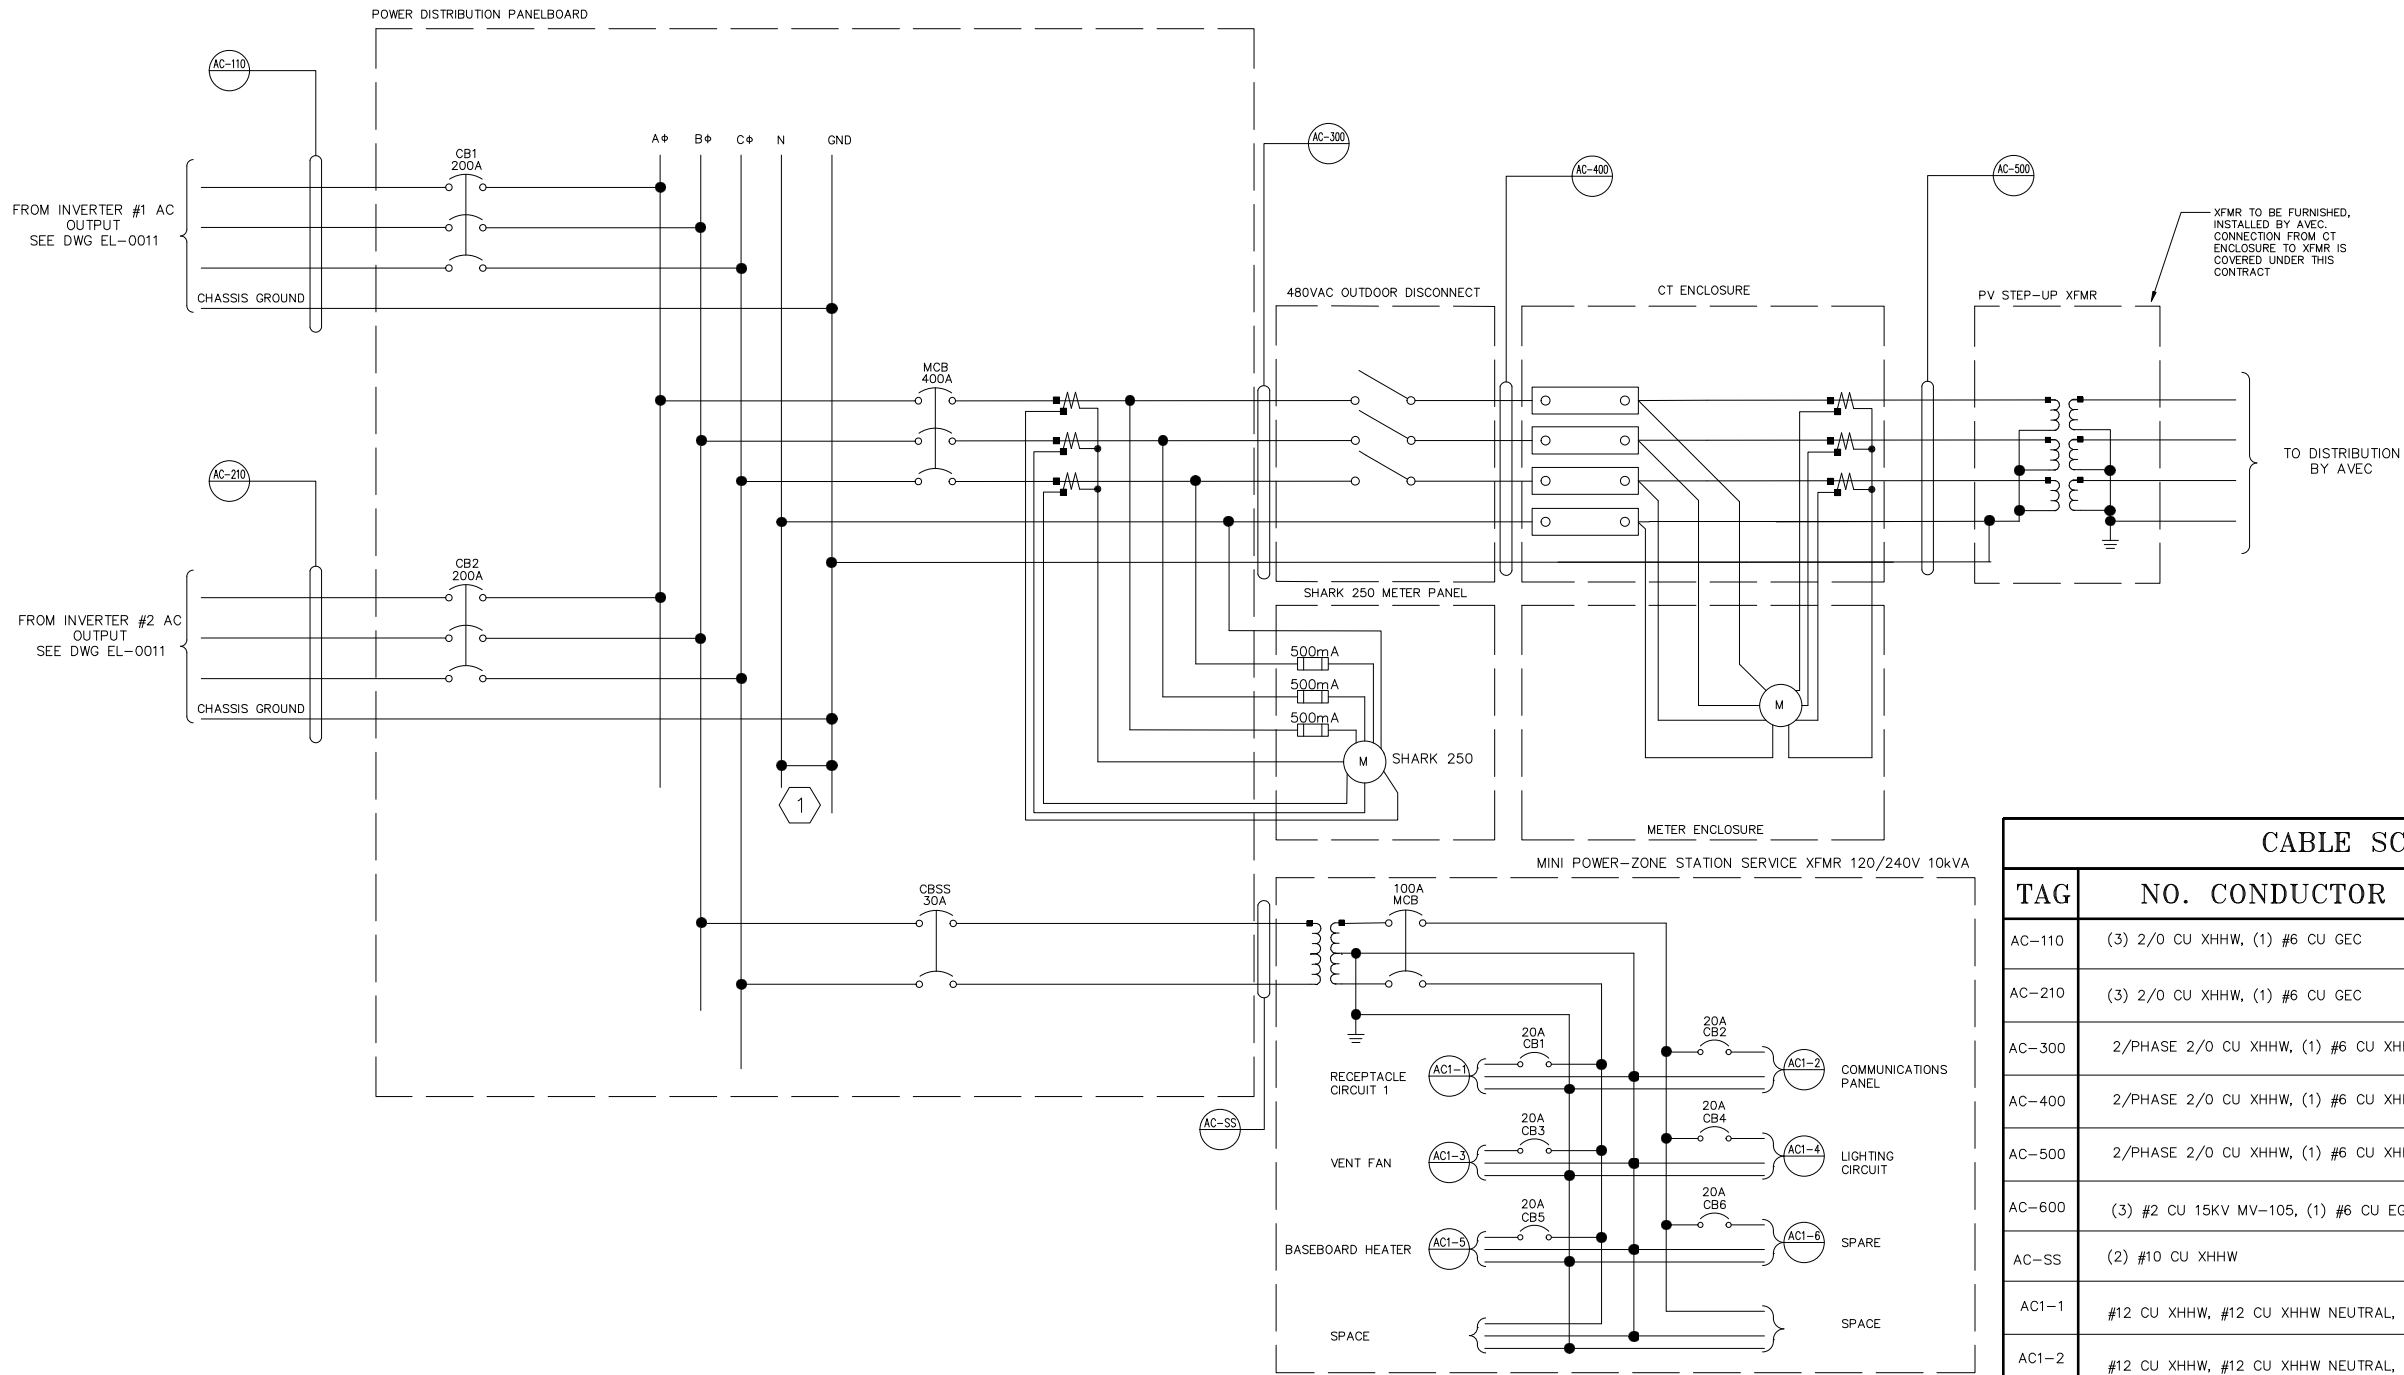 POWER DISTRIBUTION PANELBOARD
AC-110
AΦ BΦ CΦ N GND
CB1
200A
FROM INVERTER #1 AC
OUTPUT
SEE DWG EL-0011
CHASSIS GROUND
AC-300
AC-400
AC-500
XFMR TO BE FURNISHED,
INSTALLED BY AVEC.
CONNECTION FROM CT
ENCLOSURE TO XFMR IS
COVERED UNDER THIS
CONTRACT
480VAC OUTDOOR DISCONNECT
CT ENCLOSURE
PV STEP-UP XFMR
MCB
400A
TO DISTRIBUTION
BY AVEC
AC-210
CB2
200A
FROM INVERTER #2 AC
OUTPUT
SEE DWG EL-0011
CHASSIS GROUND
SHARK 250 METER PANEL
500mA
500mA
500mA
M
SHARK 250
M
1
METER ENCLOSURE
MINI POWER-ZONE STATION SERVICE XFMR 120/240V 10kVA
CBSS
30A
100A
MCB
AC-SS
20A
CB1
20A
CB2
RECEPTACLE
CIRCUIT 1
AC1-1
AC1-2
COMMUNICATIONS
PANEL
20A
CB3
20A
CB4
VENT FAN
AC1-3
AC1-4
LIGHTING
CIRCUIT
20A
CB5
20A
CB6
BASEBOARD HEATER
AC1-5
AC1-6
SPARE
SPACE
SPACE
CABLE SC
TAG NO. CONDUCTOR
AC-110 (3) 2/0 CU XHHW, (1) #6 CU GEC
AC-210 (3) 2/0 CU XHHW, (1) #6 CU GEC
AC-300 2/PHASE 2/0 CU XHHW, (1) #6 CU XHH
AC-400 2/PHASE 2/0 CU XHHW, (1) #6 CU XHH
AC-500 2/PHASE 2/0 CU XHHW, (1) #6 CU XHH
AC-600 (3) #2 CU 15KV MV-105, (1) #6 CU EG
AC-SS (2) #10 CU XHHW
AC1-1 #12 CU XHHW, #12 CU XHHW NEUTRAL,
AC1-2 #12 CU XHHW, #12 CU XHHW NEUTRAL,